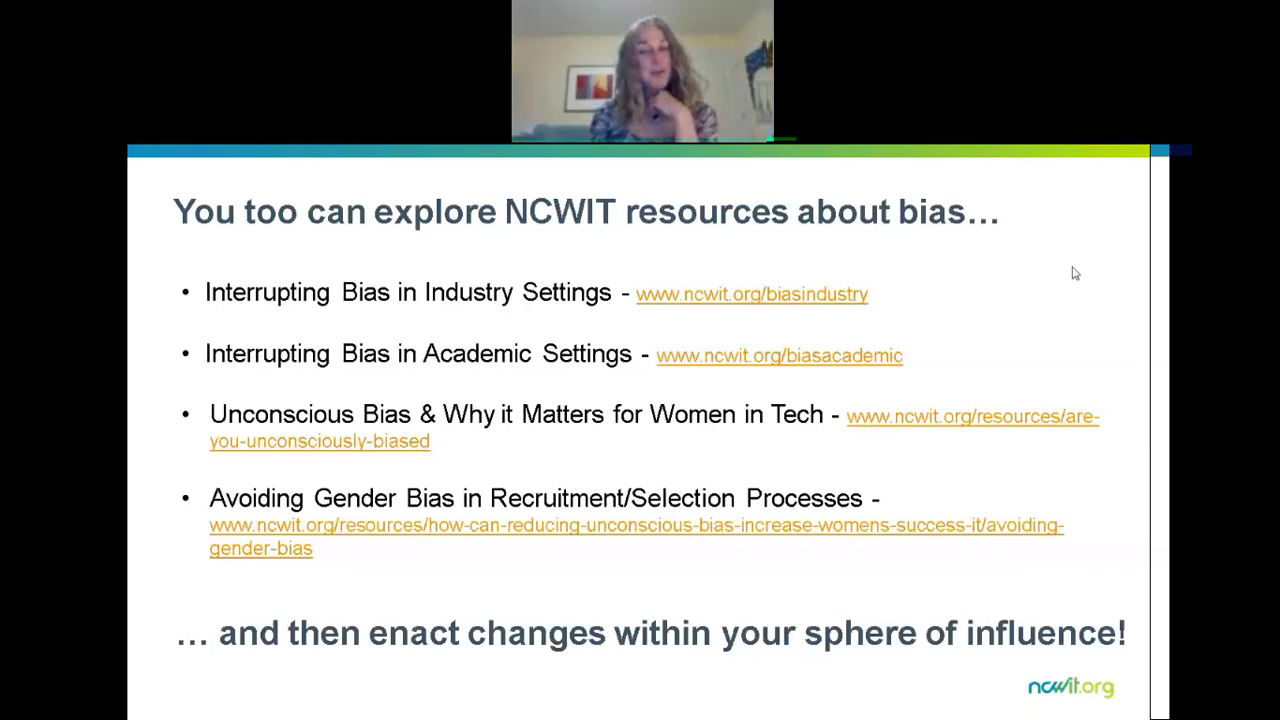 You too can explore NCWIT resources about bias…
• Interrupting Bias in Industry Settings - www.ncwit.org/biasindustry
• Interrupting Bias in Academic Settings - www.ncwit.org/biasacademic
• Unconscious Bias & Why it Matters for Women in Tech - www.ncwit.org/resources/are-
you-unconsciously-biased
• Avoiding Gender Bias in Recruitment/Selection Processes -
www.ncwit.org/resources/how-can-reducing-unconscious-bias-increase-womens-success-it/avoiding-
gender-bias
… and then enact changes within your sphere of influence!
ncwit.org